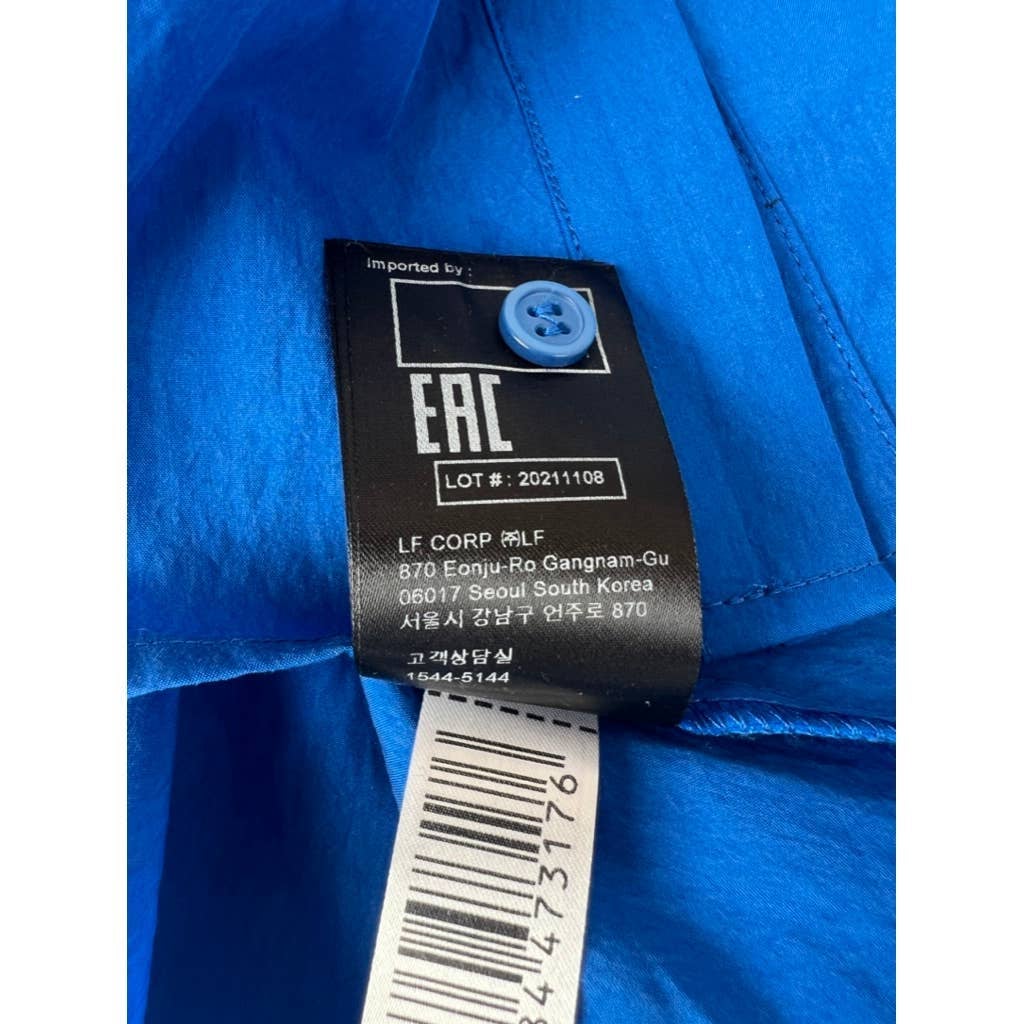 Imported by :
EAC
LOT # : 20211108
LF CORP ㈜LF
870 Eonju-Ro Gangnam-Gu
06017 Seoul South Korea
서울시 강남구 언주로 870
고객상담실
1544-5144
84473176